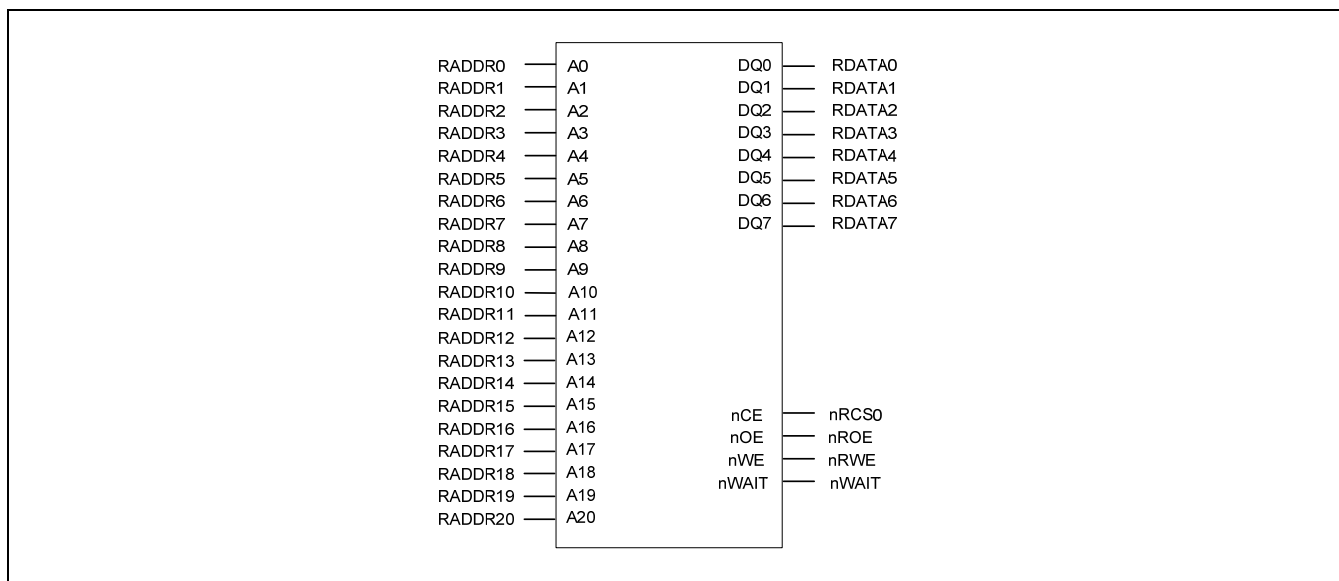 RADDR0 A0 DQ0 RDATA0
RADDR1 A1 DQ1 RDATA1
RADDR2 A2 DQ2 RDATA2
RADDR3 A3 DQ3 RDATA3
RADDR4 A4 DQ4 RDATA4
RADDR5 A5 DQ5 RDATA5
RADDR6 A6 DQ6 RDATA6
RADDR7 A7 DQ7 RDATA7
RADDR8 A8
RADDR9 A9
RADDR10 A10
RADDR11 A11
RADDR12 A12
RADDR13 A13
RADDR14 A14
RADDR15 A15 nCE nRCS0
RADDR16 A16 nOE nROE
RADDR17 A17 nWE nRWE
RADDR18 A18 nWAIT nWAIT
RADDR19 A19
RADDR20 A20